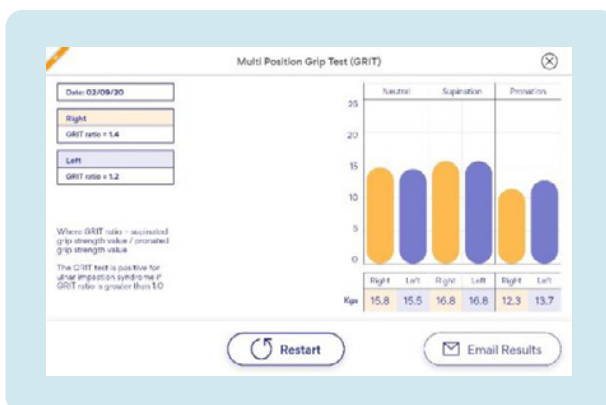 Multi Position Grip Test (GRIT)
Date: 02/09/20
Right
GRIT ratio = 1.4
Left
GRIT ratio = 1.2
Where GRIT ratio = supinated
grip strength value / pronated
grip strength value
The GRIT test is positive for
ulnar impaction syndrome if
GRIT ratio is greater than 1.0
Neutral Supination Pronation
25
20
15
10
5
0
Right Left Right Left Right Left
Kgs 15.8 15.5 16.8 16.8 12.3 13.7
Restart
Email Results